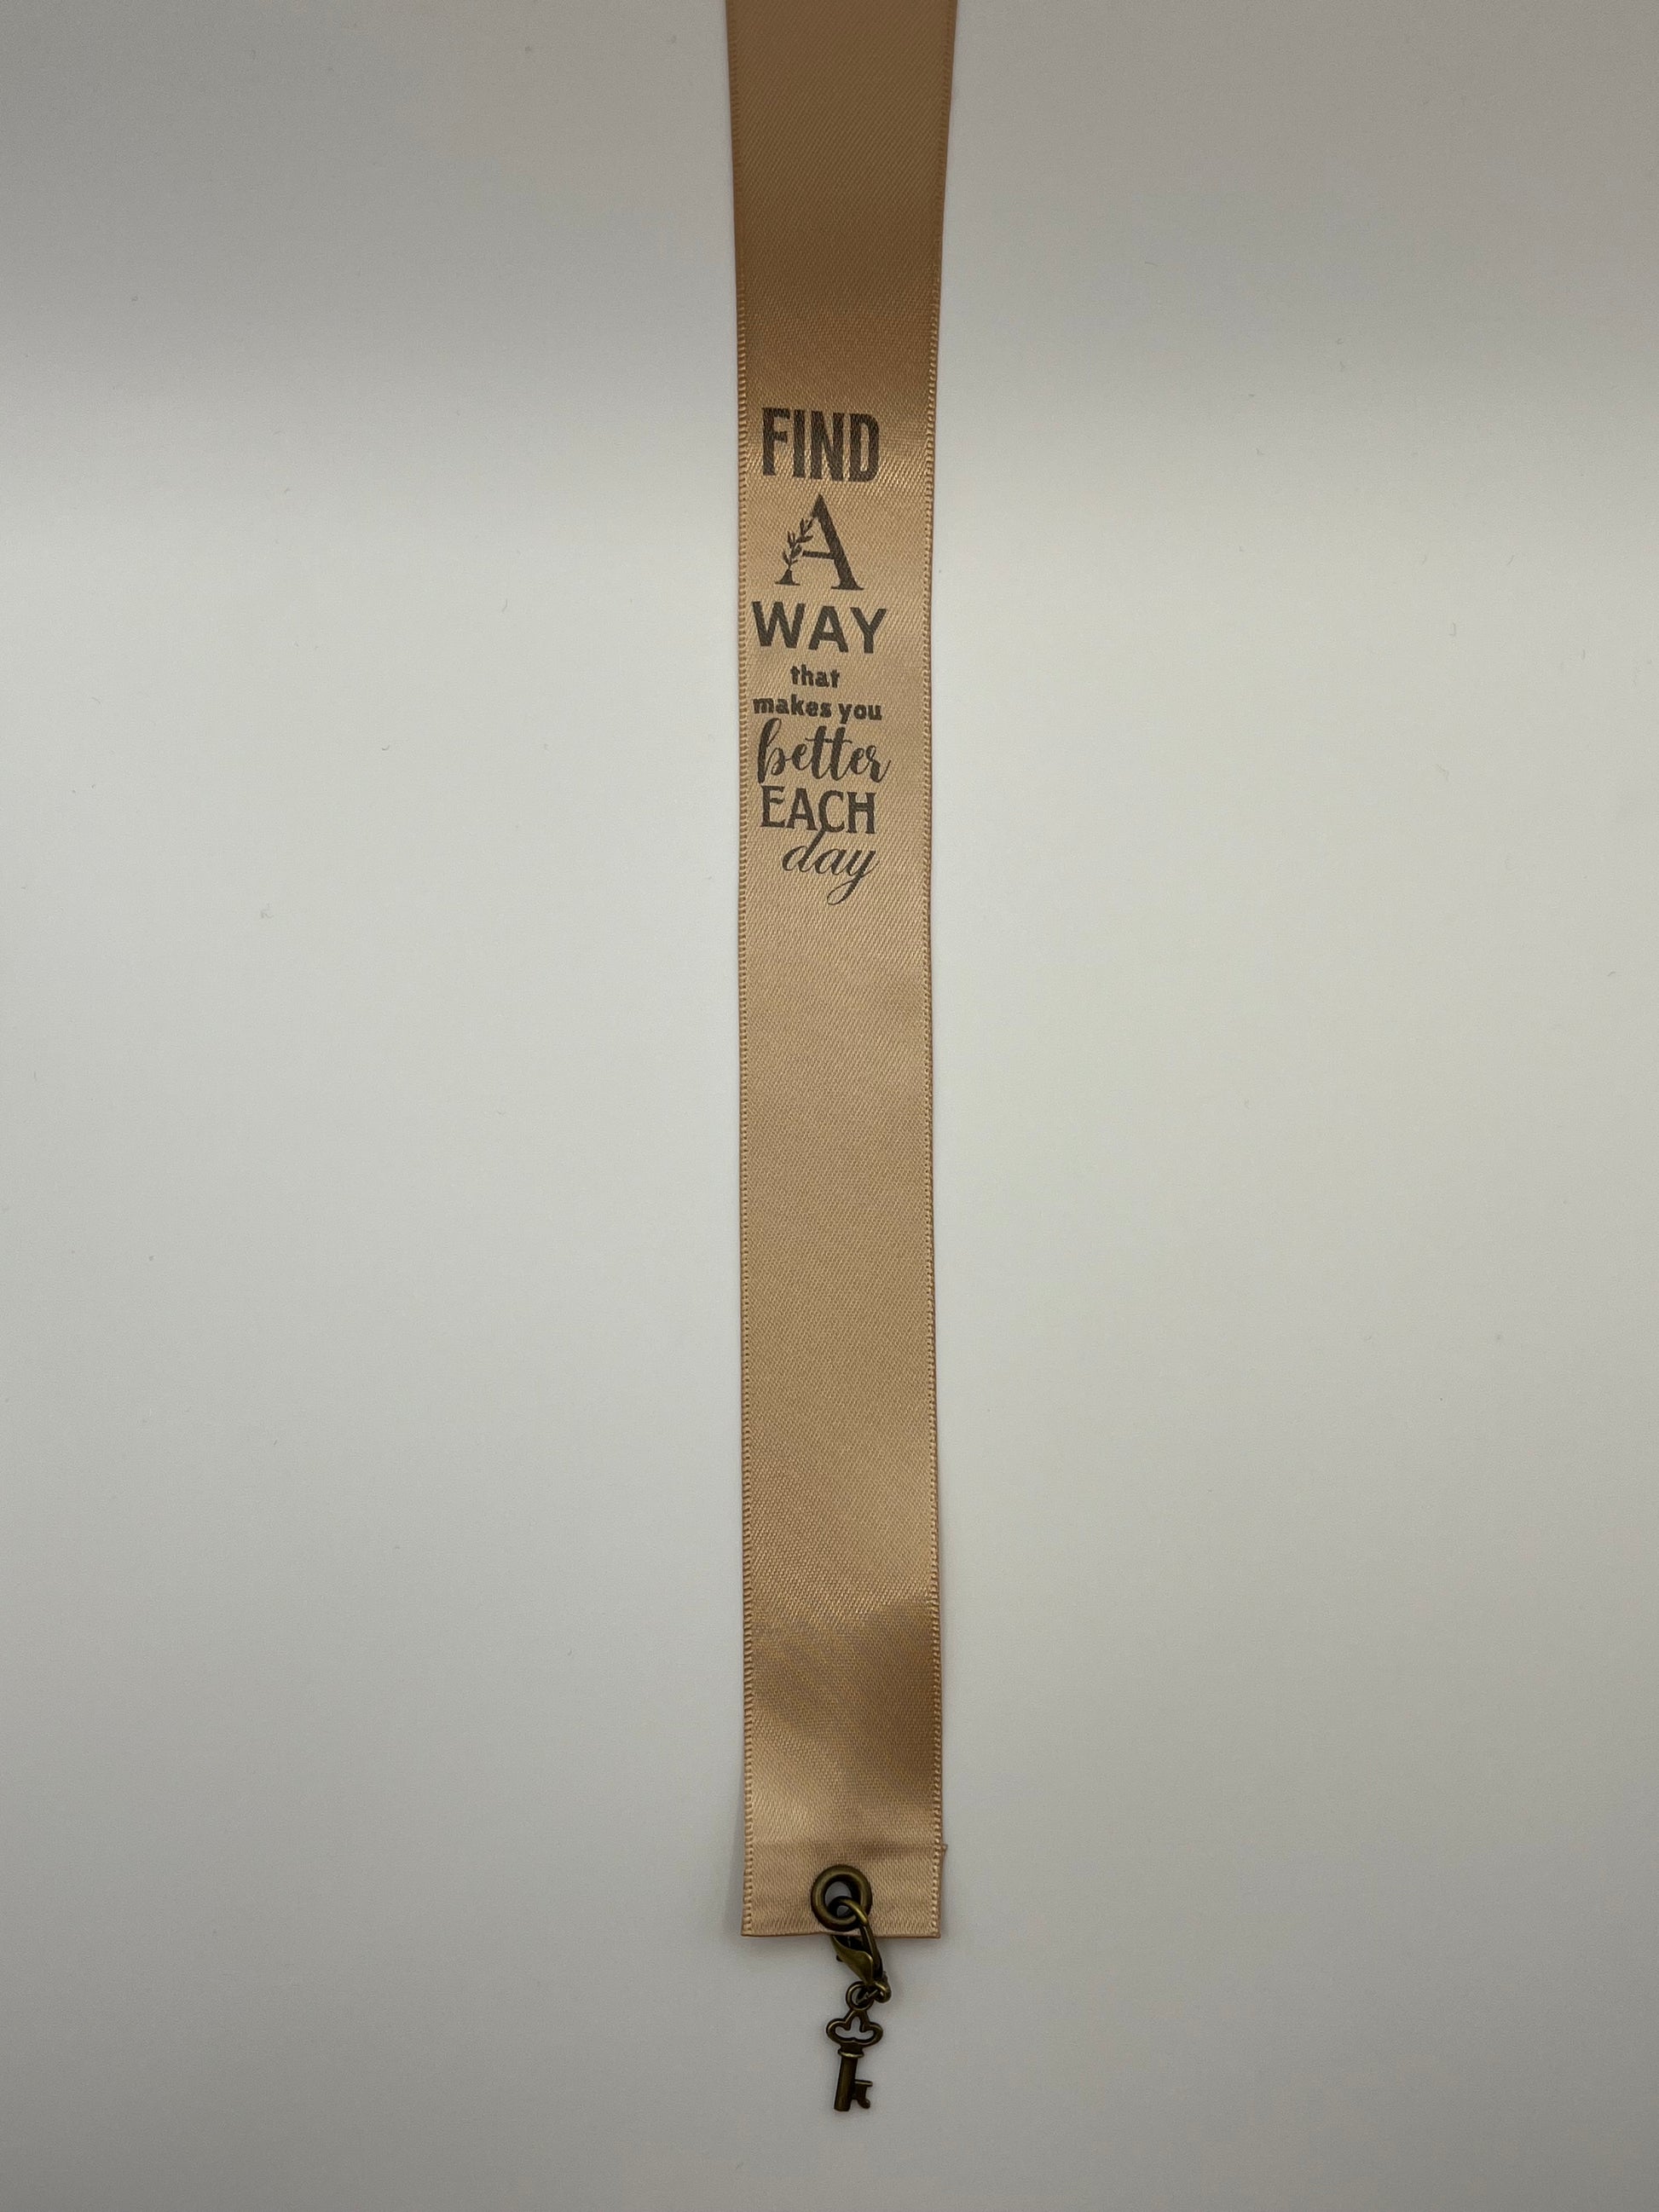 FIND
A
WAY
that
makes you
better
EACH
day